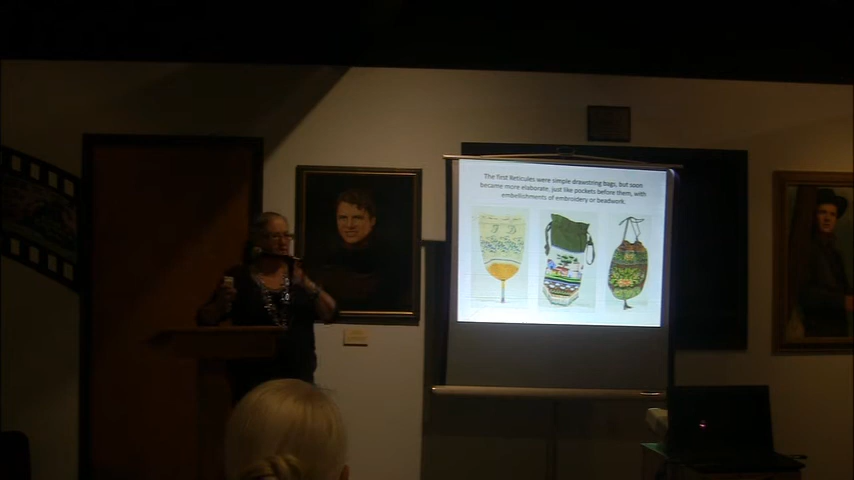 The first Reticules were simple drawstring bags, but soon
became more elaborate, just like pockets before them, with
embellishments of embroidery or beadwork.